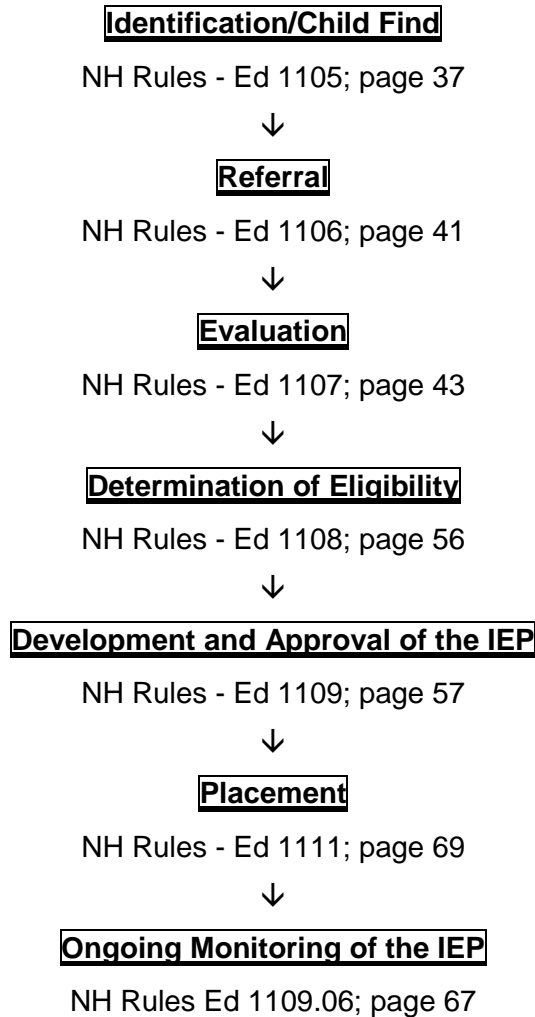 Identification/Child Find
NH Rules - Ed 1105; page 37
↓
Referral
NH Rules - Ed 1106; page 41
↓
Evaluation
NH Rules - Ed 1107; page 43
↓
Determination of Eligibility
NH Rules - Ed 1108; page 56
↓
Development and Approval of the IEP
NH Rules - Ed 1109; page 57
↓
Placement
NH Rules - Ed 1111; page 69
↓
Ongoing Monitoring of the IEP
NH Rules Ed 1109.06; page 67